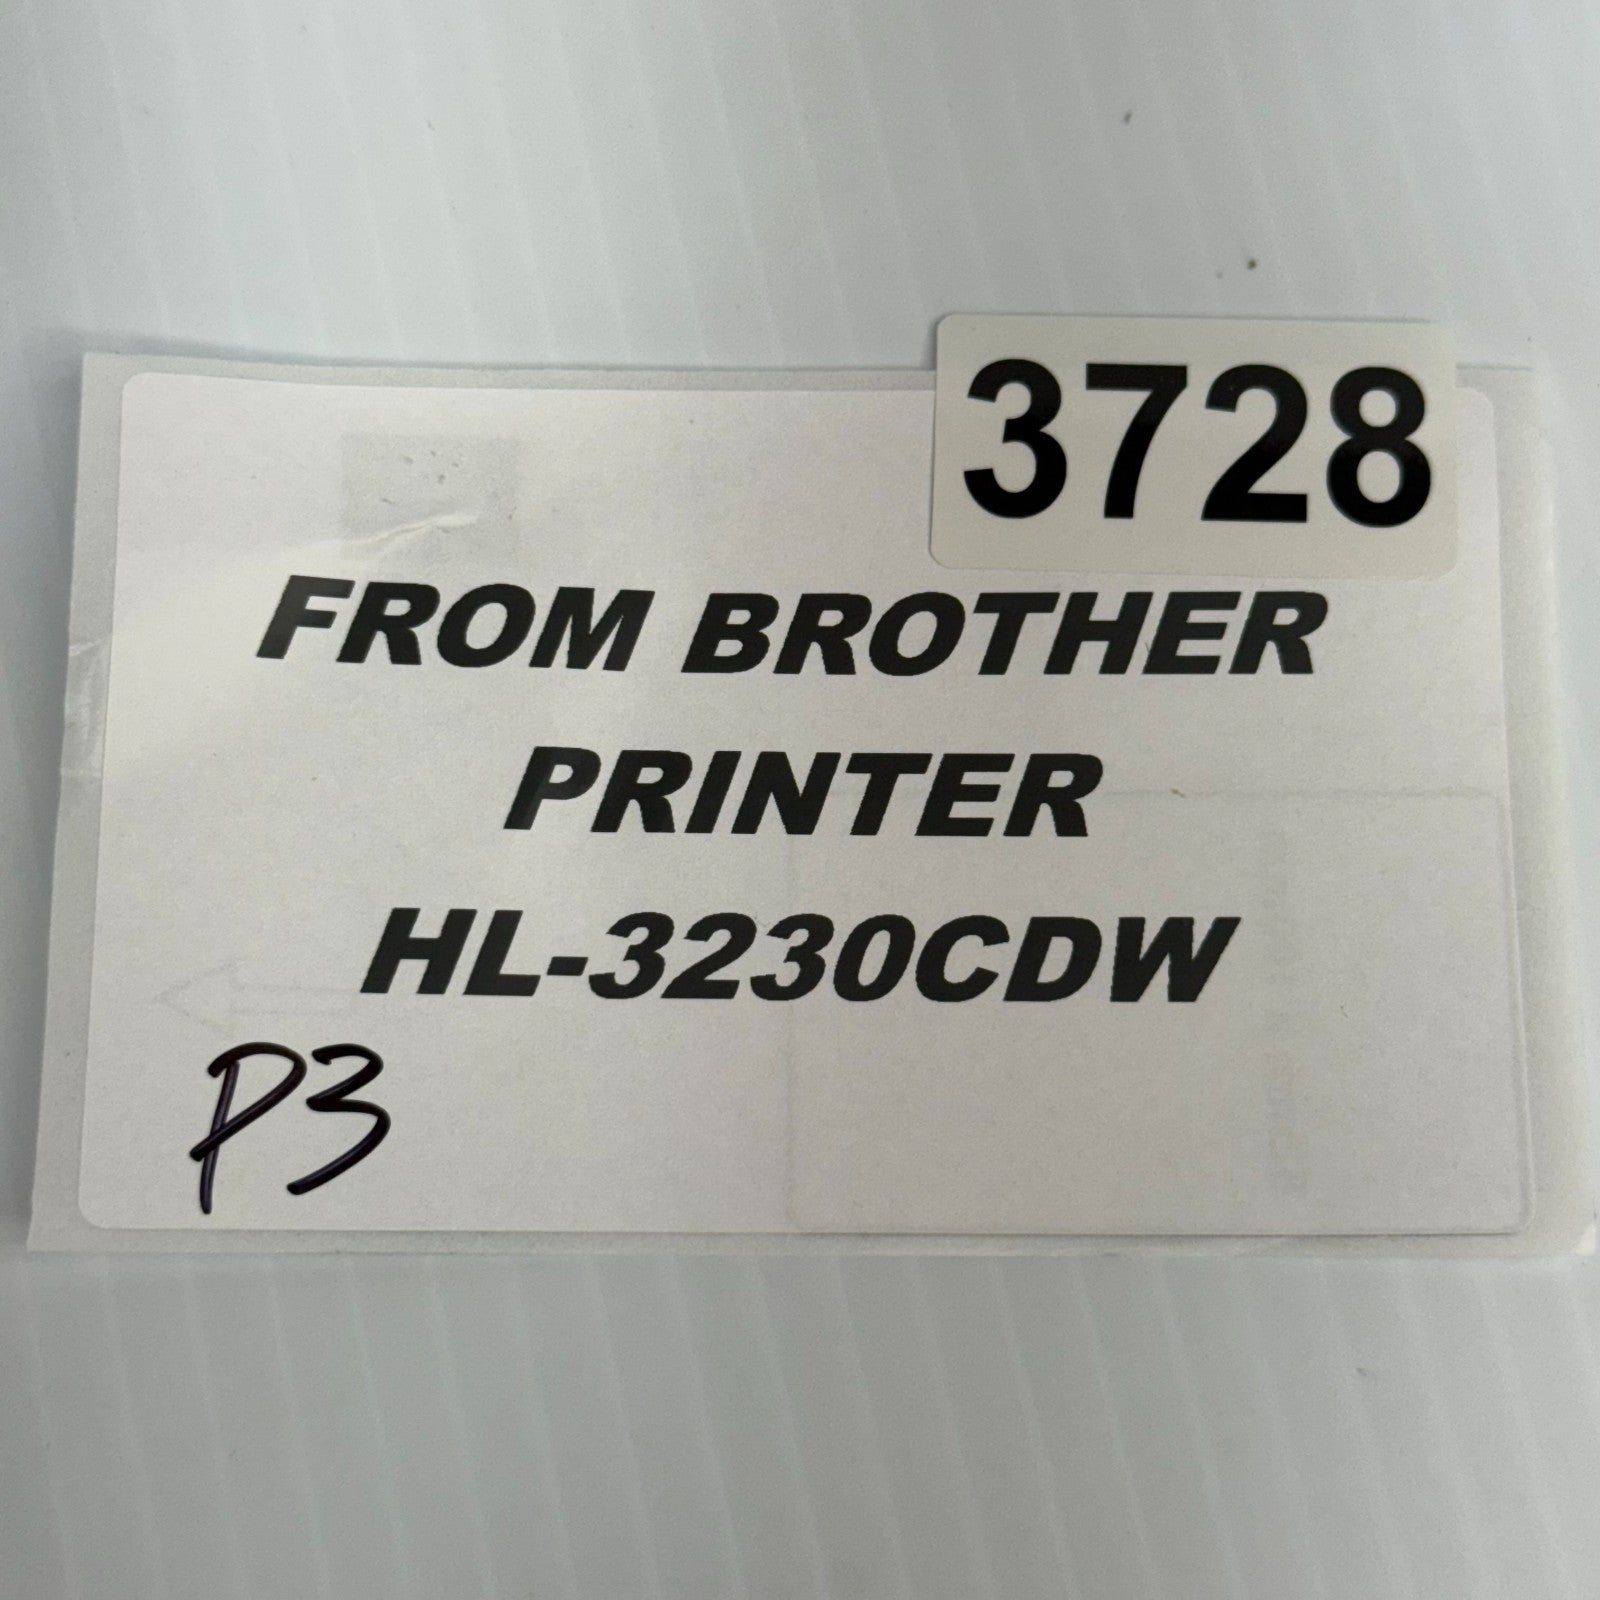 3728
FROM BROTHER
PRINTER
HL-3230CDW
P3